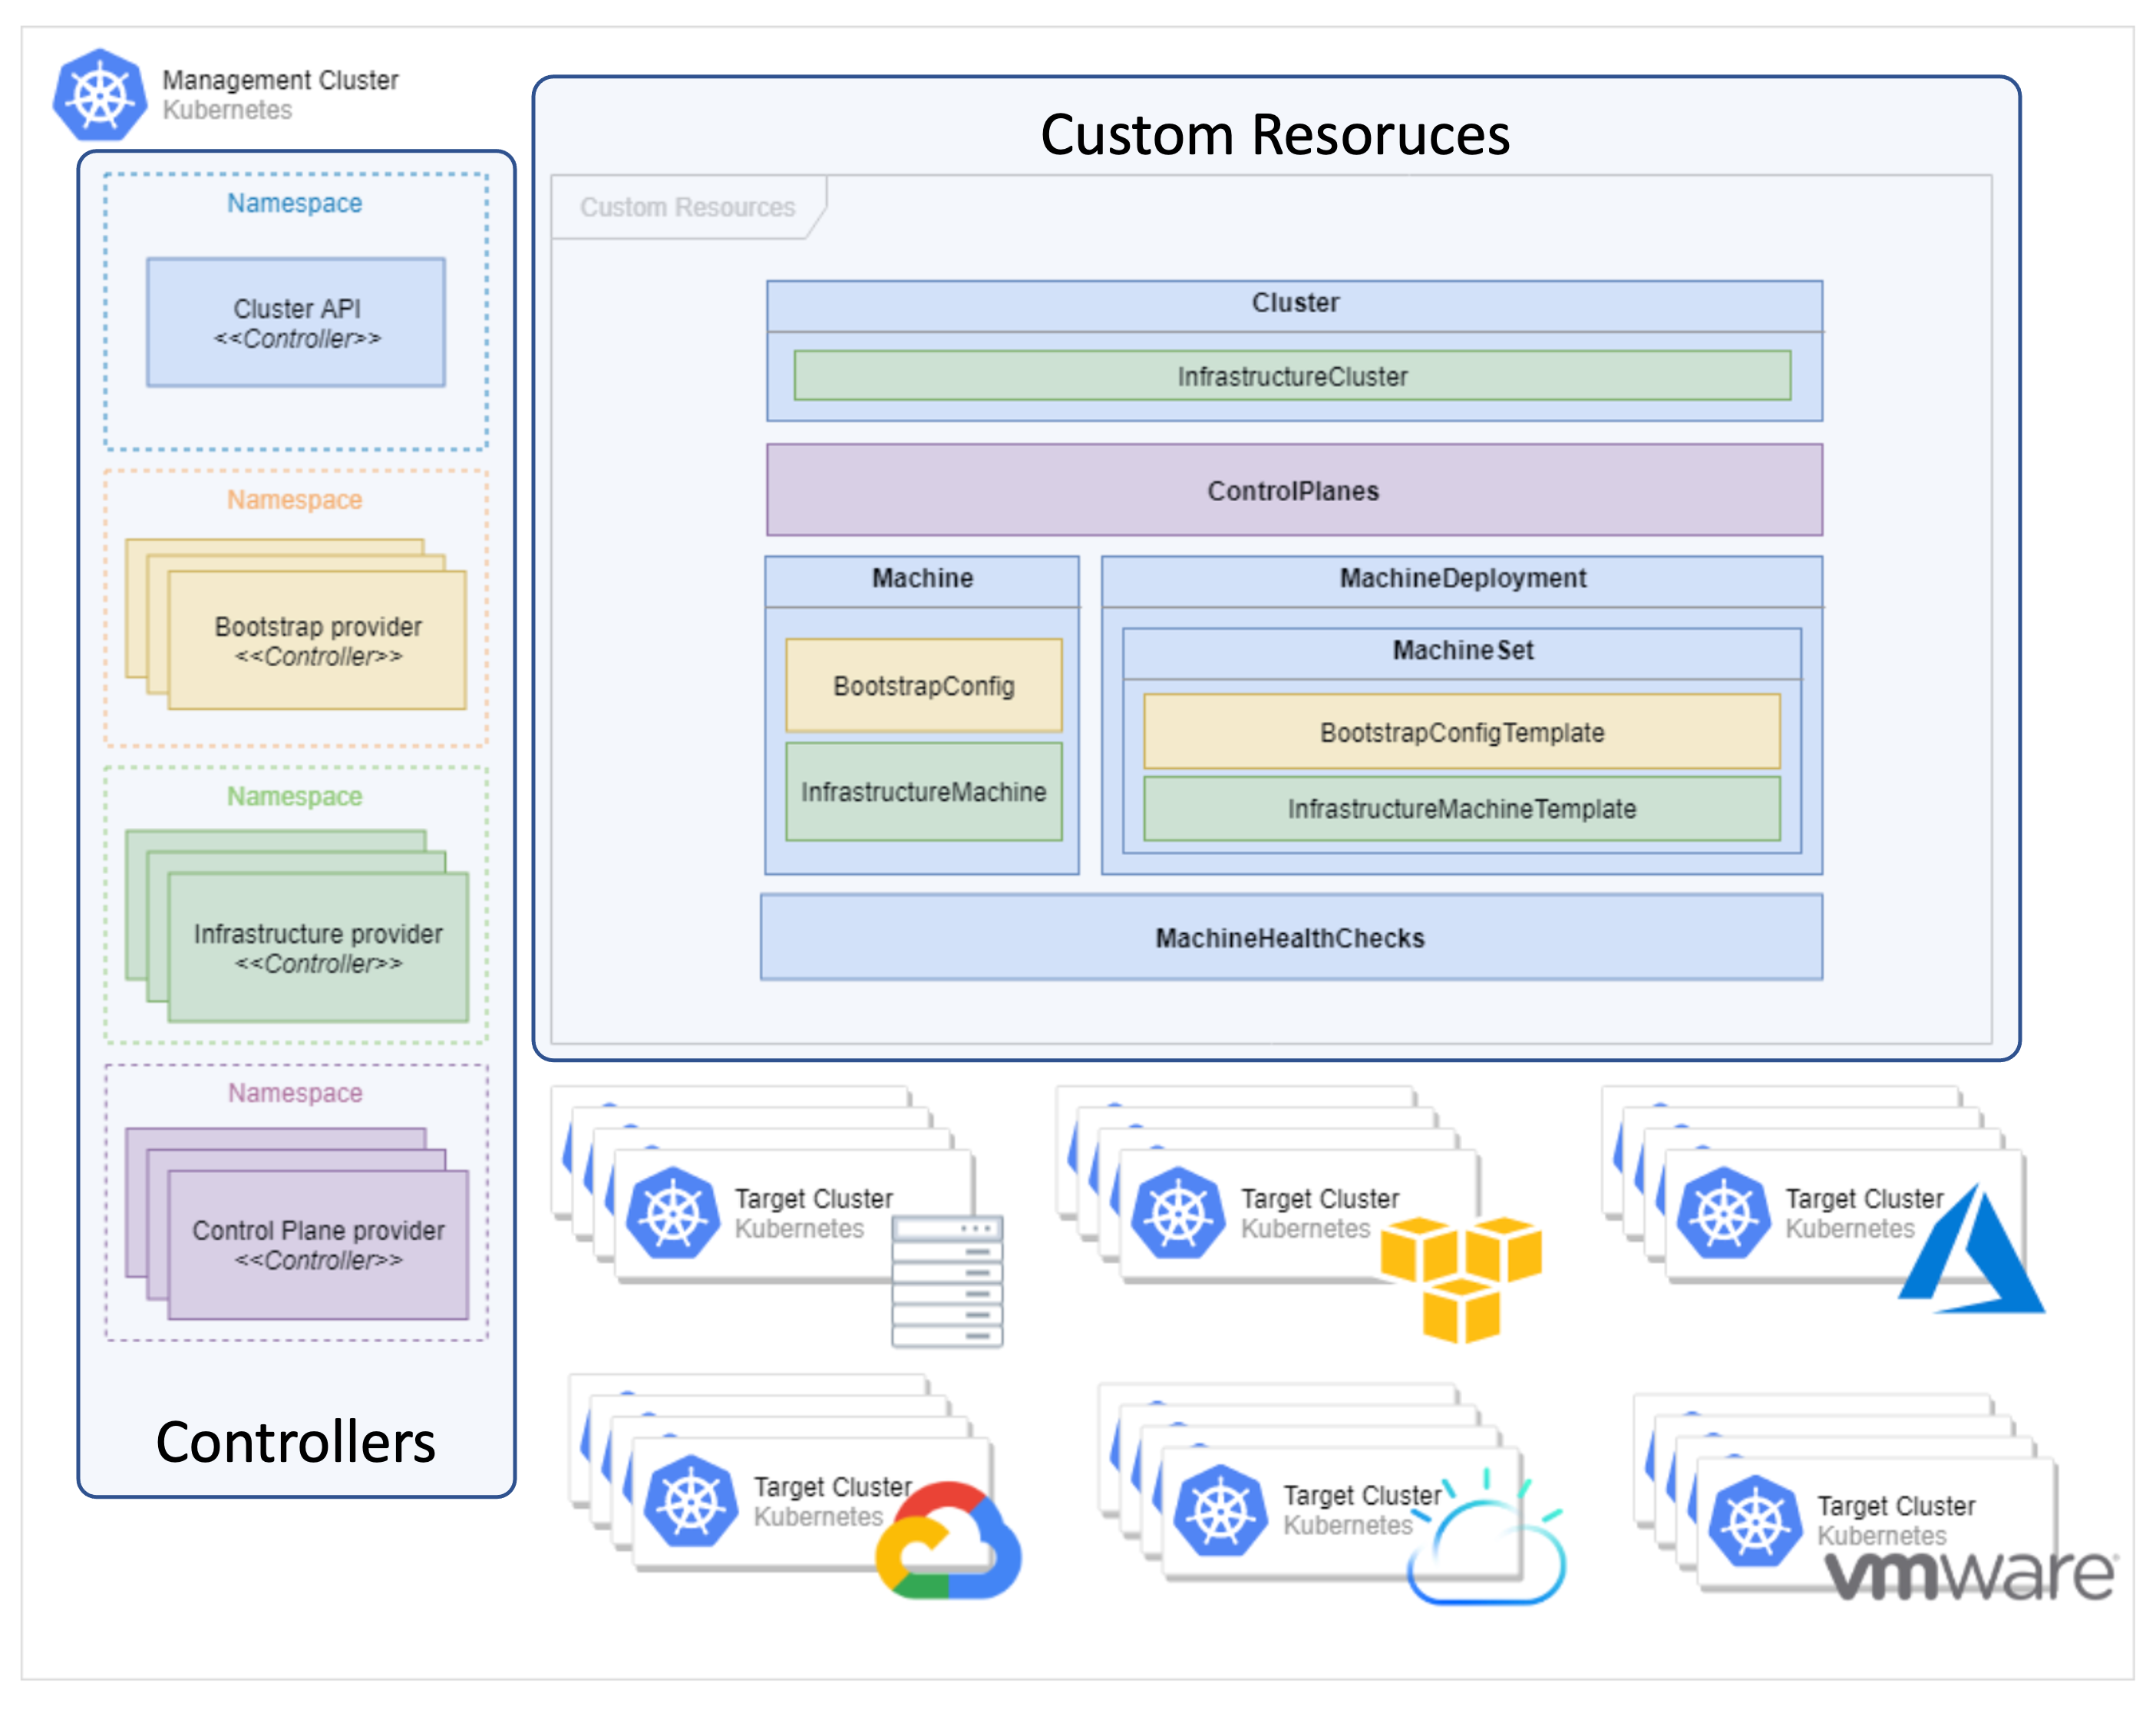 Management Cluster
Kubernetes
Namespace
Cluster API
<<Controller>>
Namespace
Bootstrap provider
<<Controller>>
Namespace
Infrastructure provider
<<Controller>>
Namespace
Control Plane provider
<<Controller>>
Controllers
Custom Resoruces
Custom Resources
Cluster
InfrastructureCluster
ControlPlanes
Machine
BootstrapConfig
InfrastructureMachine
MachineDeployment
MachineSet
BootstrapConfigTemplate
InfrastructureMachineTemplate
MachineHealthChecks
Target Cluster
Kubernetes
Target Cluster
Kubernetes
Target Cluster
Kubernetes
Target Cluster
Kubernetes
Target Cluster
Kubernetes
Target Cluster
Kubernetes
vmware®